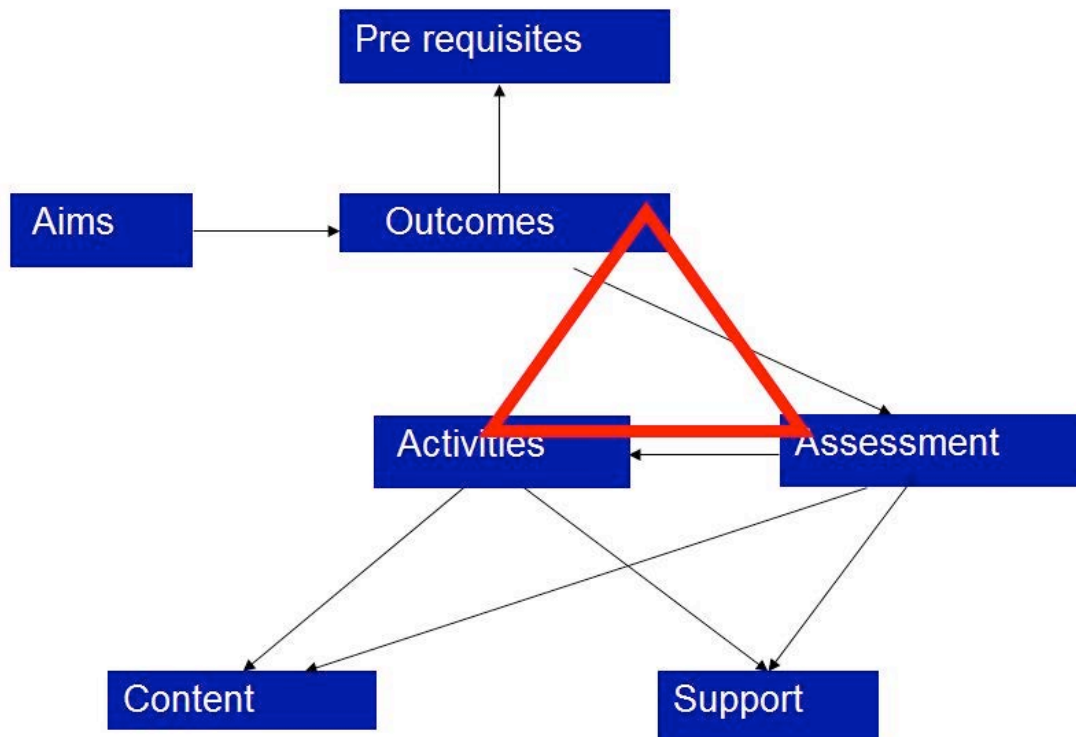 Pre requisites
Aims
Outcomes
Activities
Assessment
Content
Support